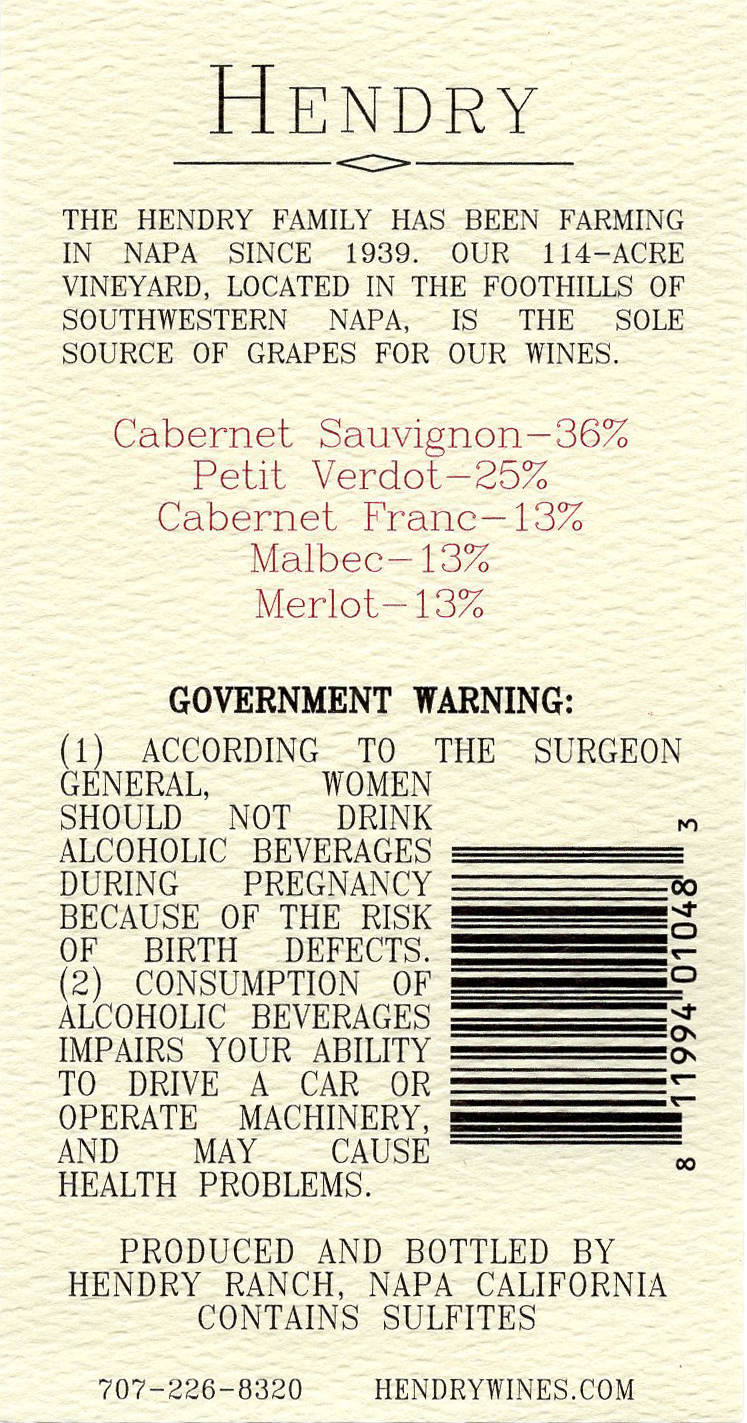 HENDRY
THE HENDRY FAMILY HAS BEEN FARMING
IN NAPA SINCE 1939. OUR 114-ACRE
VINEYARD, LOCATED IN THE FOOTHILLS OF
SOUTHWESTERN NAPA, IS THE SOLE
SOURCE OF GRAPES FOR OUR WINES.
Cabernet Sauvignon-36%
Petit Verdot-25%
Cabernet Franc-13%
Malbec-13%
Merlot-13%
GOVERNMENT WARNING:
(1) ACCORDING TO THE SURGEON
GENERAL, WOMEN
SHOULD NOT DRINK
ALCOHOLIC BEVERAGES
DURING PREGNANCY
BECAUSE OF THE RISK
OF BIRTH DEFECTS.
(2) CONSUMPTION OF
ALCOHOLIC BEVERAGES
IMPAIRS YOUR ABILITY
TO DRIVE A CAR OR
OPERATE MACHINERY,
AND MAY CAUSE
HEALTH PROBLEMS.
8 11994 01048 3
PRODUCED AND BOTTLED BY
HENDRY RANCH, NAPA CALIFORNIA
CONTAINS SULFITES
707-226-8320 HENDRYWINES.COM